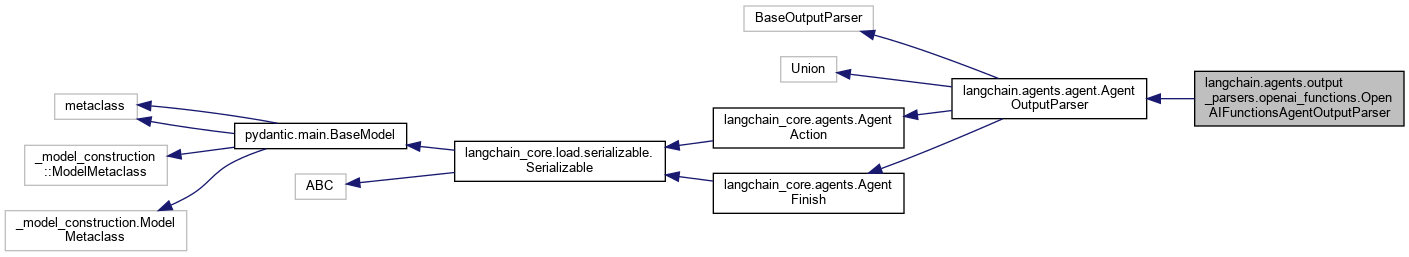 BaseOutputParser
Union
langchain.agents.output
_parsers.openai_functions.Open
AIFunctionsAgentOutputParser
langchain.agents.agent.Agent
OutputParser
metaclass
langchain_core.agents.Agent
Action
pydantic.main.BaseModel
_model_construction
::ModelMetaclass
langchain_core.load.serializable.
Serializable
ABC
langchain_core.agents.Agent
Finish
_model_construction.Model
Metaclass